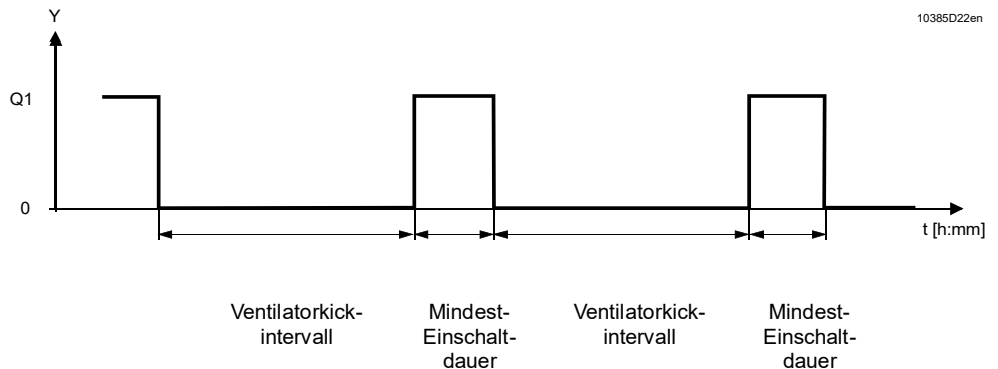 Y
10385D22en
Q1
0
t [h:mm]
Ventilatorkick-
intervall
Mindest-
Einschalt-
dauer
Ventilatorkick-
intervall
Mindest-
Einschalt-
dauer